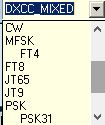 DXCC_MIXED
CW
MFSK
FT4
FT8
JT65
JT9
PSK
PSK31